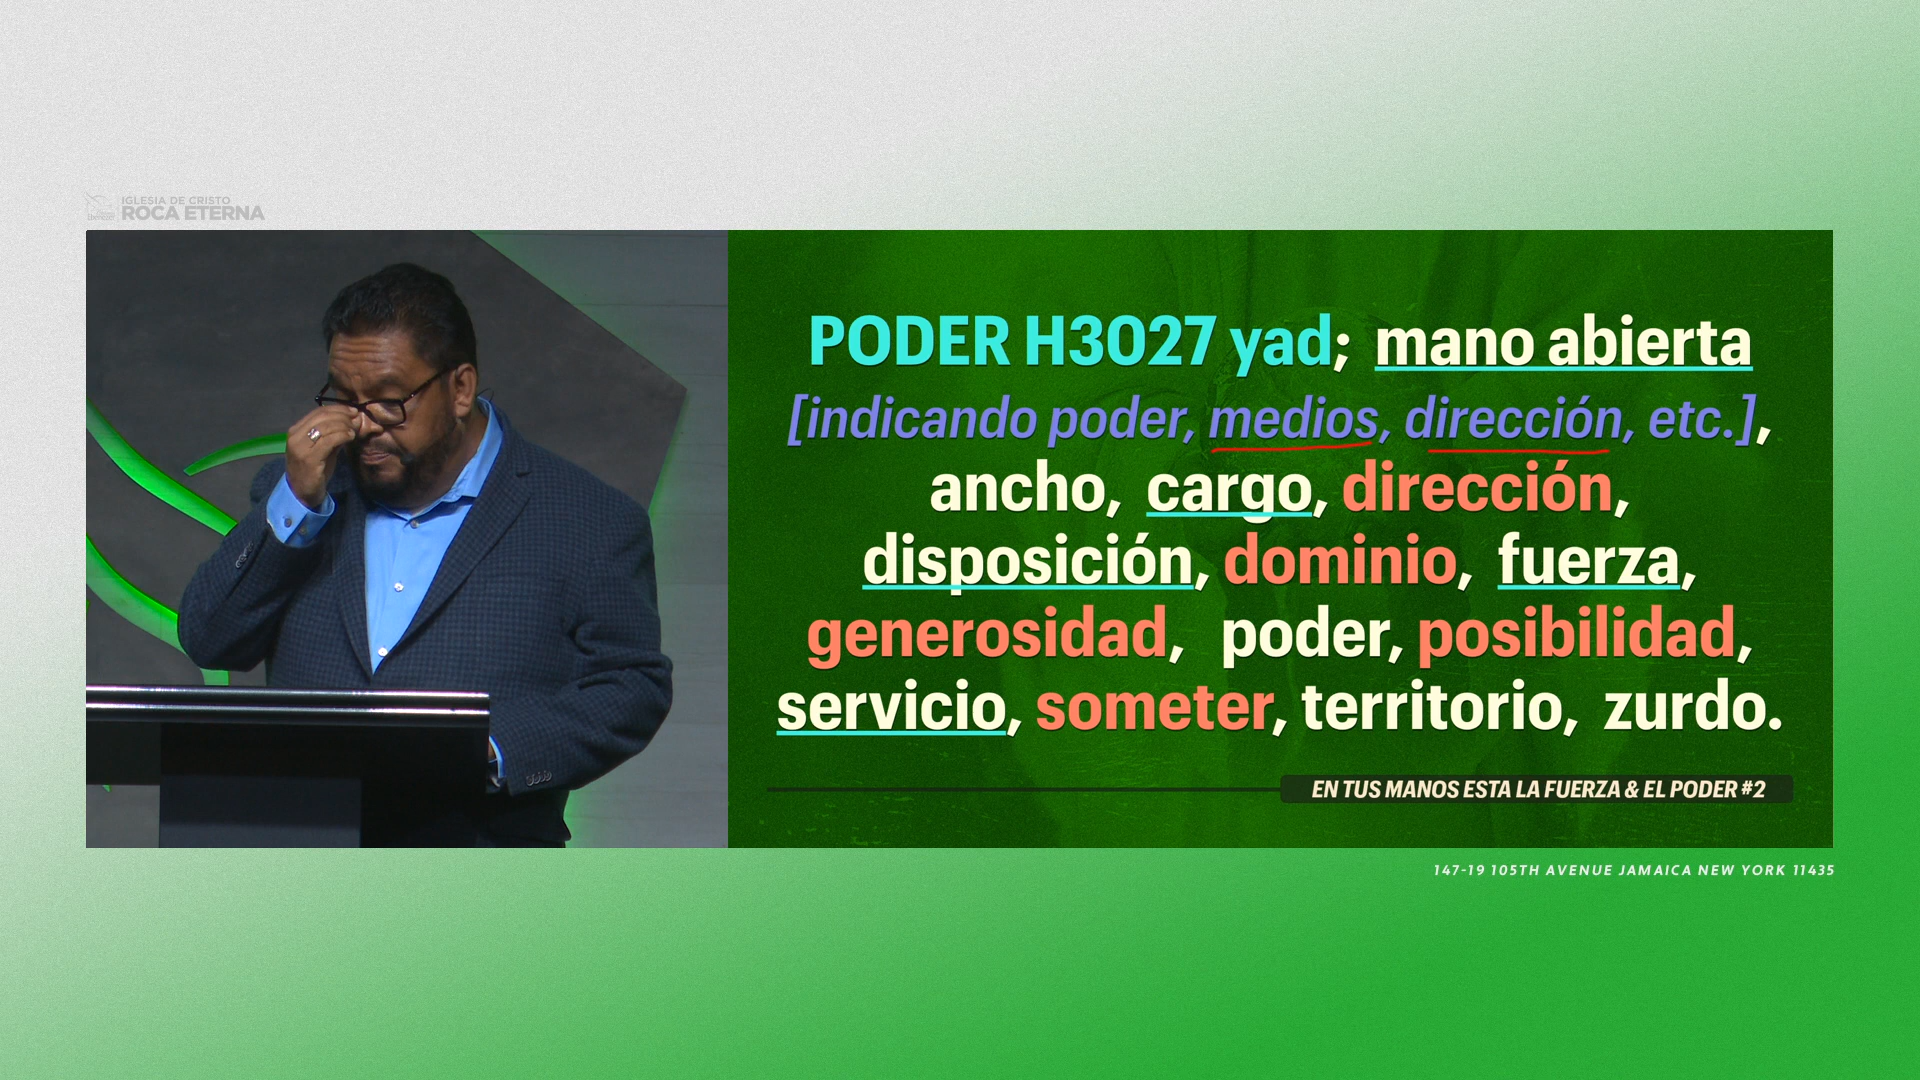 IGLESIA DE CRISTO
ROCA ETERNA
PODER H3027 yad; mano abierta
[indicando poder, medios, dirección, etc.],
ancho, cargo, dirección,
disposición, dominio, fuerza,
generosidad, poder, posibilidad,
servicio, someter, territorio, zurdo.
EN TUS MANOS ESTA LA FUERZA & EL PODER #2
147-19 105TH AVENUE JAMAICA NEW YORK 11435